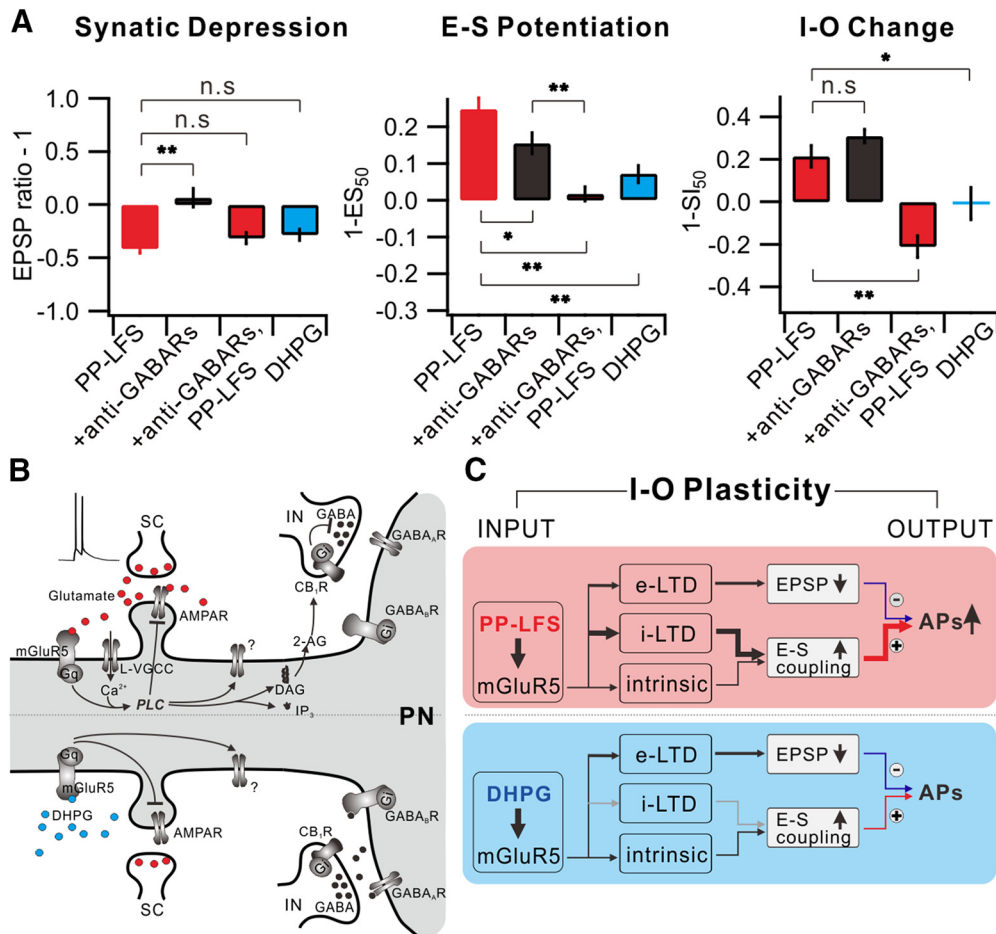 A
Synatic Depression
E-S Potentiation
I-O Change
EPSP ratio - 1
1.0
0.5
0.0
-0.5
-1.0
n.s
n.s
**
PP-LFS
+anti-GABARs
+anti-GABARs,
PP-LFS
DHPG
1-ES50
0.2
0.1
0.0
-0.1
-0.2
-0.3
**
*
**
**
PP-LFS
+anti-GABARs
+anti-GABARs,
PP-LFS
DHPG
1-SI50
0.4
0.2
0.0
-0.2
-0.4
*
n.s
**
PP-LFS
+anti-GABARs
+anti-GABARs,
PP-LFS
DHPG
B
SC
IN
GABA
Gi
CB1R
GABAAR
Glutamate
AMPAR
GABABR
Gi
mGluR5
Gq
L-VGCC
Ca2+
PLC
?
2-AG
DAG
IP3
PN
Gq
mGluR5
?
DHPG
AMPAR
Gi
GABABR
CB1R
Gi
GABAAR
SC
IN
GABA
C
I-O Plasticity
INPUT
OUTPUT
PP-LFS
mGluR5
e-LTD
i-LTD
intrinsic
EPSP
E-S
coupling
-
+
APs
DHPG
mGluR5
e-LTD
i-LTD
intrinsic
EPSP
E-S
coupling
-
+
APs